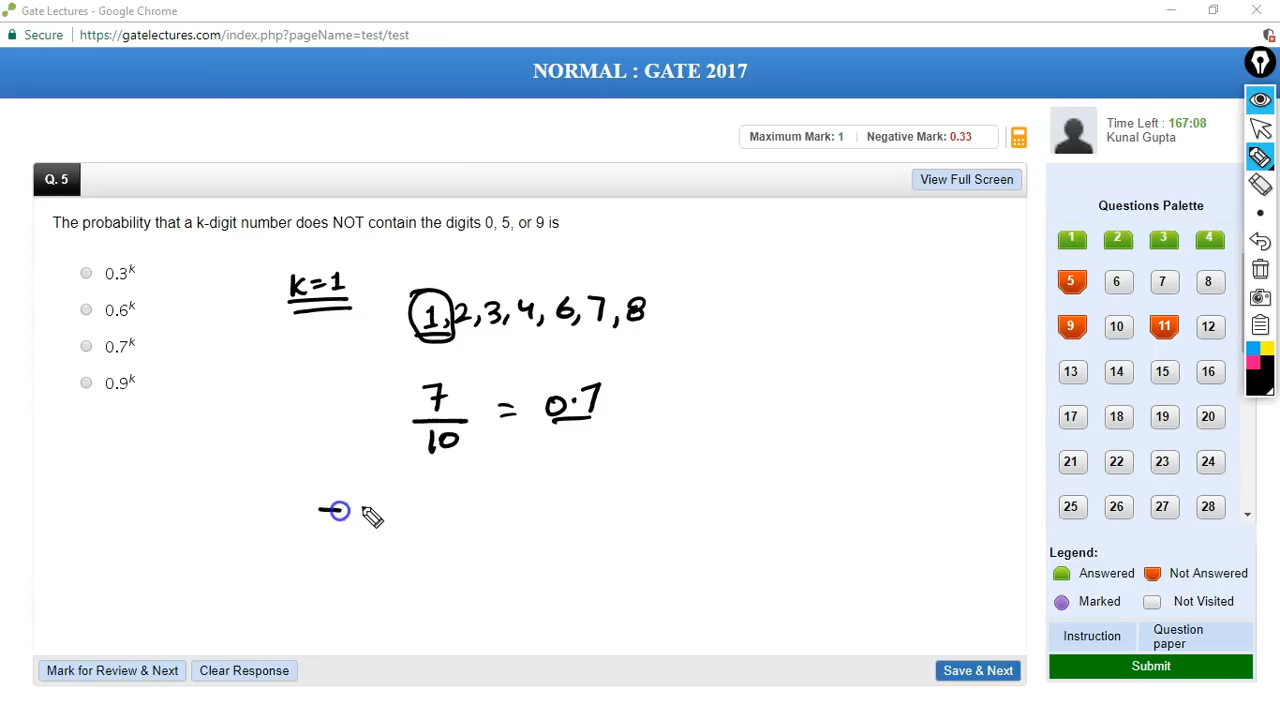 Gate Lectures - Google Chrome
Secure | https://gatelectures.com/index.php?pageName=test/test
NORMAL : GATE 2017
Maximum Mark: 1 | Negative Mark: 0.33
Time Left : 167:08
Kunal Gupta
Q. 5
View Full Screen
The probability that a k-digit number does NOT contain the digits 0, 5, or 9 is
0.3^k
0.6^k
0.7^k
0.9^k
k=1
1, 2, 3, 4, 6, 7, 8
7/10 = 0.7
Questions Palette
1 2 3 4
5 6 7 8
9 10 11 12
13 14 15 16
17 18 19 20
21 22 23 24
25 26 27 28
Legend:
Answered Not Answered
Marked Not Visited
Instruction Question paper
Submit
Mark for Review & Next Clear Response Save & Next